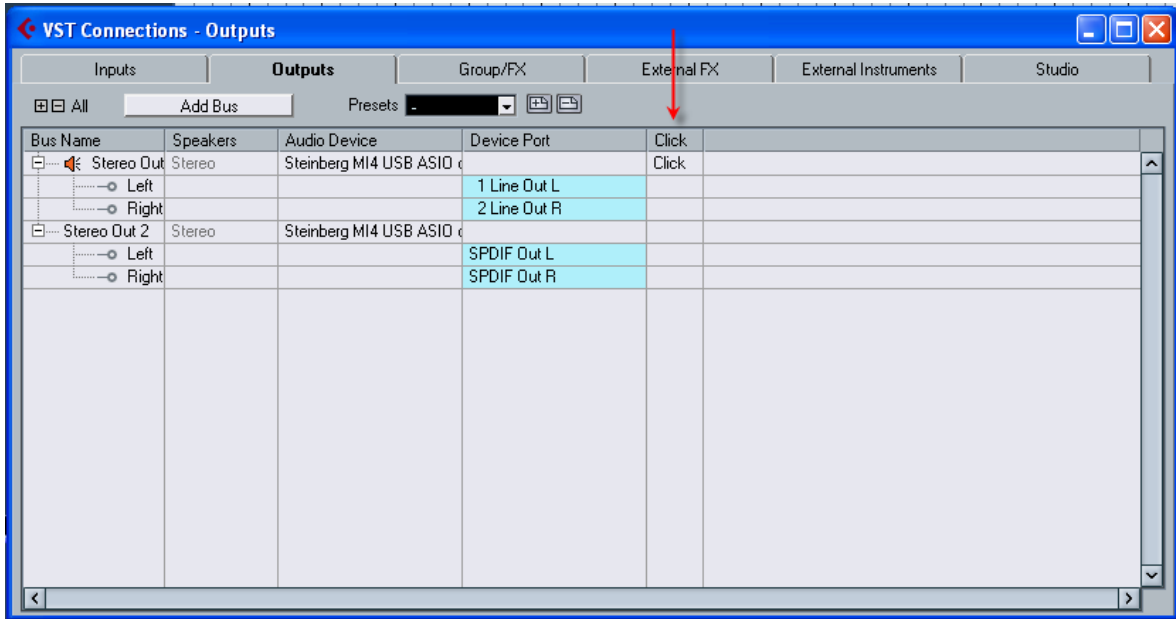 VST Connections - Outputs
Inputs Outputs Group/FX External FX External Instruments Studio
All Add Bus Presets -
Bus Name Speakers Audio Device Device Port Click
Stereo Out Stereo Steinberg MI4 USB ASIO Click
Left 1 Line Out L
Right 2 Line Out R
Stereo Out 2 Stereo Steinberg MI4 USB ASIO
Left SPDIF Out L
Right SPDIF Out R